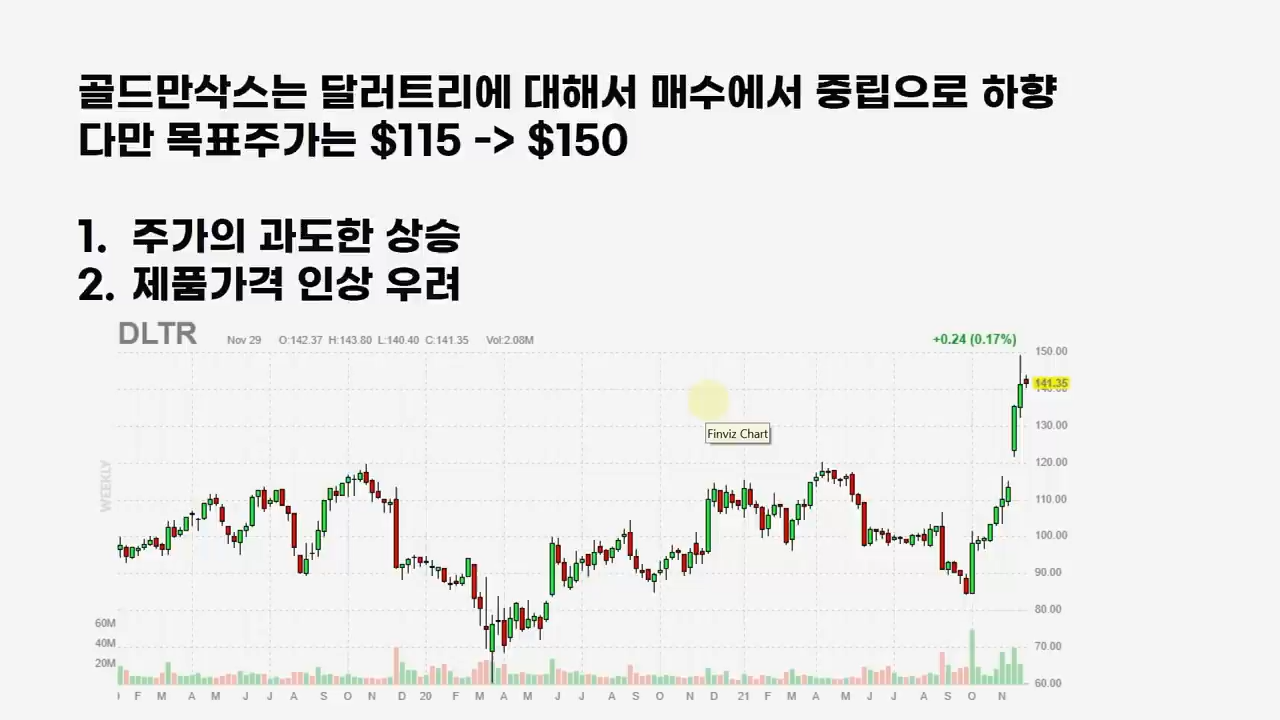 골드만삭스는 달러트리에 대해서 매수에서 중립으로 하향
다만 목표주가는 $115 -> $150
1. 주가의 과도한 상승
2. 제품가격 인상 우려
DLTR Nov 29 O:142.37 H:143.80 L:140.40 C:141.35 Vol:2.08M +0.24 (0.17%)
150.00
141.35
130.00
Finviz Chart
120.00
WEEKLY
110.00
100.00
90.00
80.00
60M
40M
70.00
20M
60.00
F M A M J J A S O N D 20 F M A M J J A S O N D 21 F M A M J J A S O N